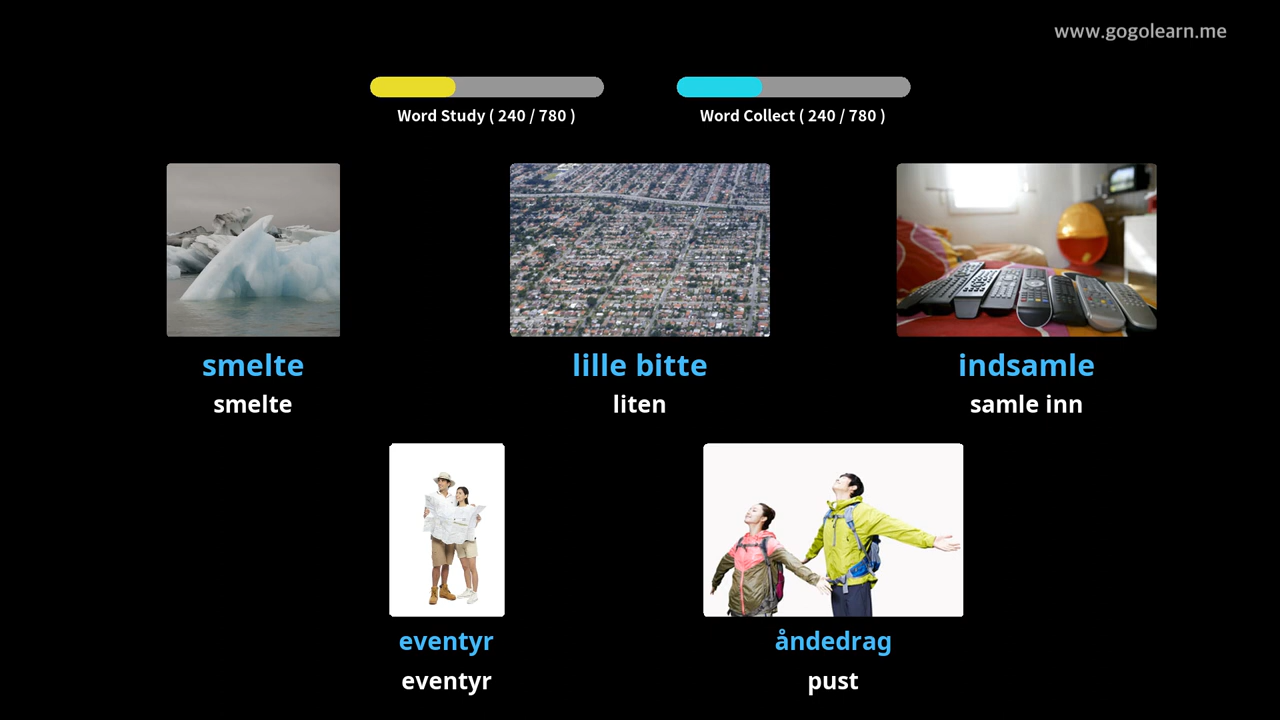 www.gogolearn.me
Word Study ( 240 / 780 )
Word Collect ( 240 / 780 )
smelte
smelte
lille bitte
liten
indsamle
samle inn
eventyr
eventyr
åndedrag
pust